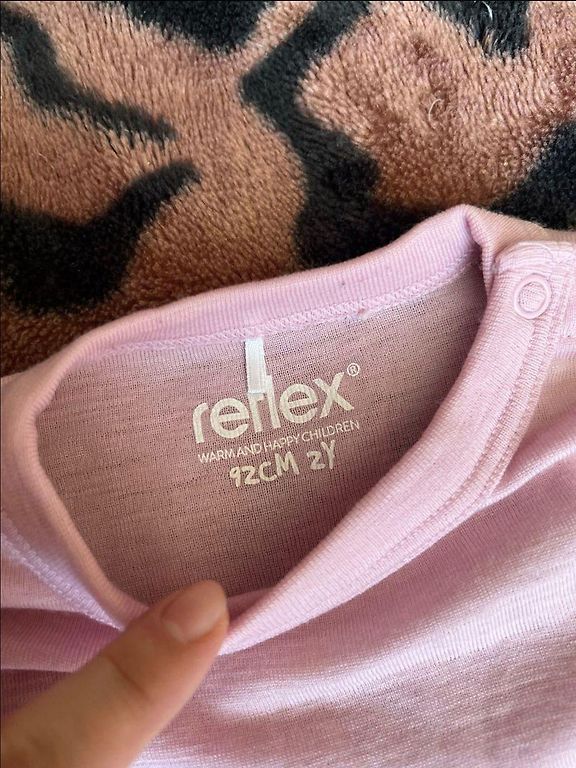 reflex®
WARM AND HAPPY CHILDREN
92CM 2Y